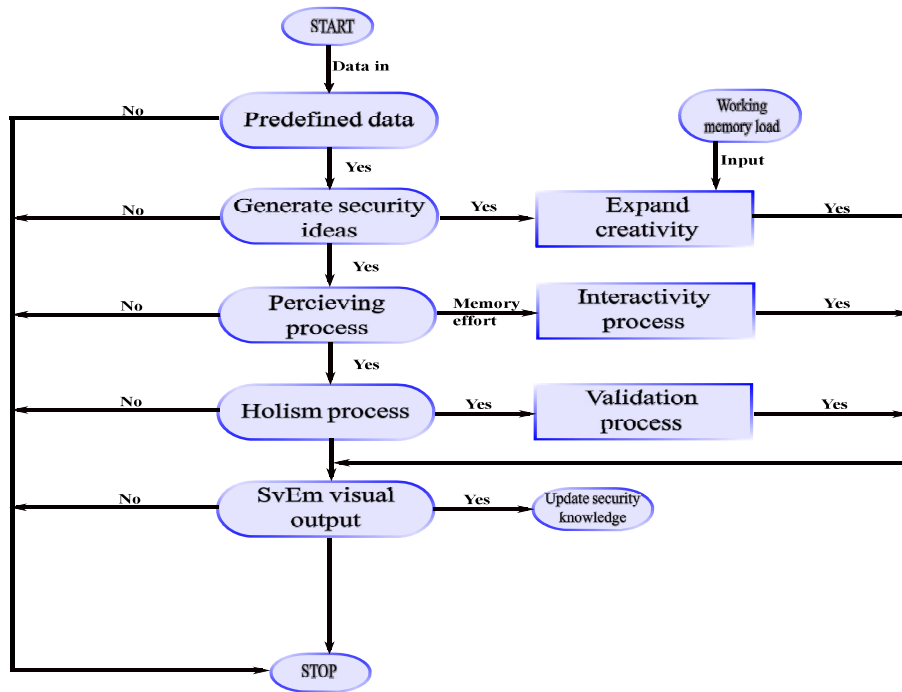 START
Data in
No
Predefined data
Working
memory load
Yes
Input
No
Generate security
ideas
Yes
Expand
creativity
Yes
Yes
No
Percieving
process
Memory
effort
Interactivity
process
Yes
Yes
No
Holism process
Yes
Validation
process
Yes
No
SvEm visual
output
Yes
Update security
knowledge
STOP